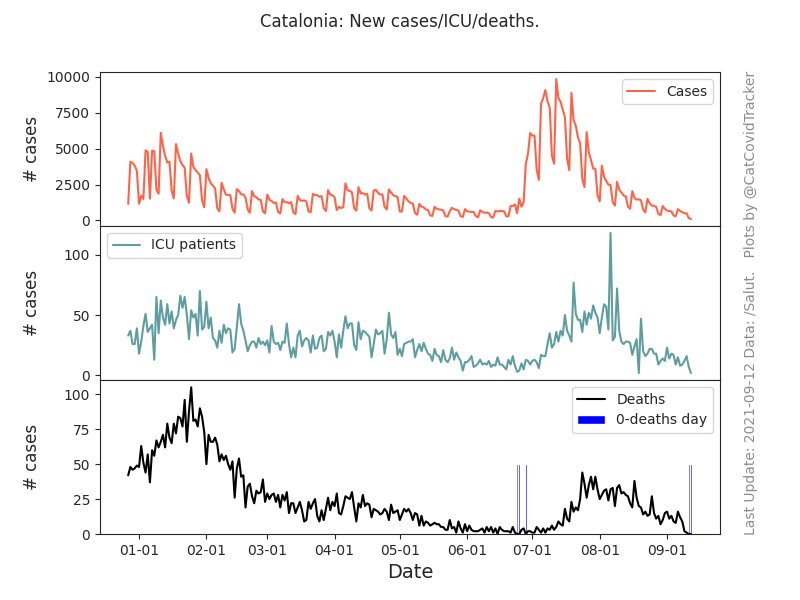 Catalonia: New cases/ICU/deaths.
10000
7500
5000
2500
0
# cases
Cases
100
50
0
# cases
ICU patients
100
75
50
25
0
# cases
Deaths
0-deaths day
01-01 02-01 03-01 04-01 05-01 06-01 07-01 08-01 09-01
Date
Last Update: 2021-09-12 Data: /Salut. Plots by @CatCovidTracker